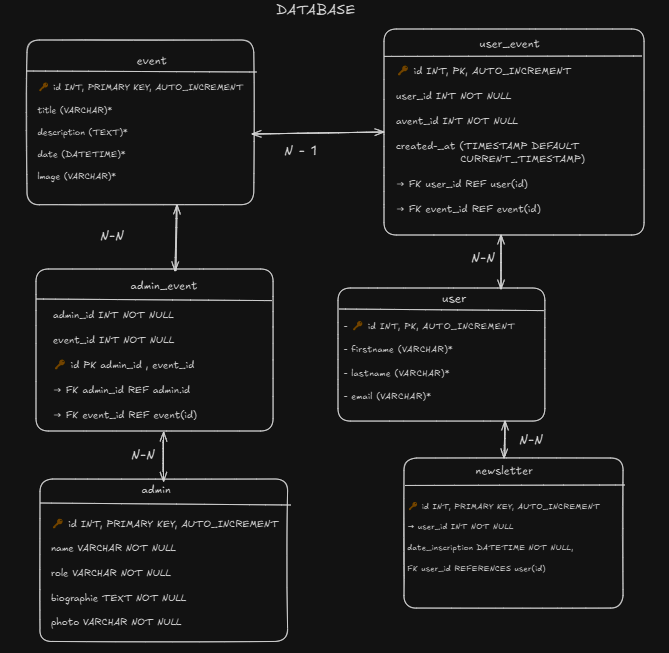 DATABASE
event
id INT, PRIMARY KEY, AUTO_INCREMENT
title (VARCHAR)*
description (TEXT)*
date (DATETIME)*
Image (VARCHAR)*
N - 1
user_event
id INT, PK, AUTO_INCREMENT
user_id INT NOT NULL
avent_id INT NOT NULL
created-_at (TIMESTAMP DEFAULT
CURRENT_TIMESTAMP)
→ FK user_id REF user(id)
→ FK event_id REF event(id)
N-N
N-N
admin_event
admin_id INT NOT NULL
event_id INT NOT NULL
id PK admin_id , event_id
→ FK admin_id REF admin.id
→ FK event_id REF event(id)
user
- id INT, PK, AUTO_INCREMENT
- firstname (VARCHAR)*
- lastname (VARCHAR)*
- email (VARCHAR)*
N-N
N-N
admin
id INT, PRIMARY KEY, AUTO_INCREMENT
name VARCHAR NOT NULL
role VARCHAR NOT NULL
biographie TEXT NOT NULL
photo VARCHAR NOT NULL
newsletter
id INT, PRIMARY KEY, AUTO_INCREMENT
→ user_id INT NOT NULL
date_inscription DATETIME NOT NULL,
FK user_id REFERENCES user(id)